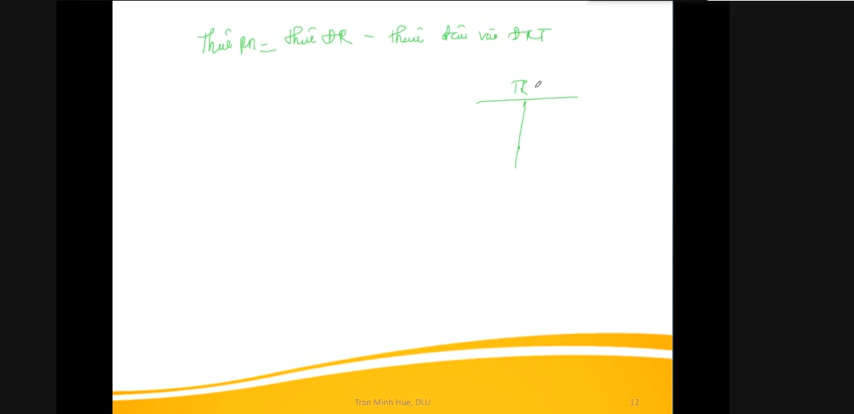 Thuế PN = thuế ĐR - thuế đầu vào ĐKT
TK
Tran Minh Hue, DLU
12